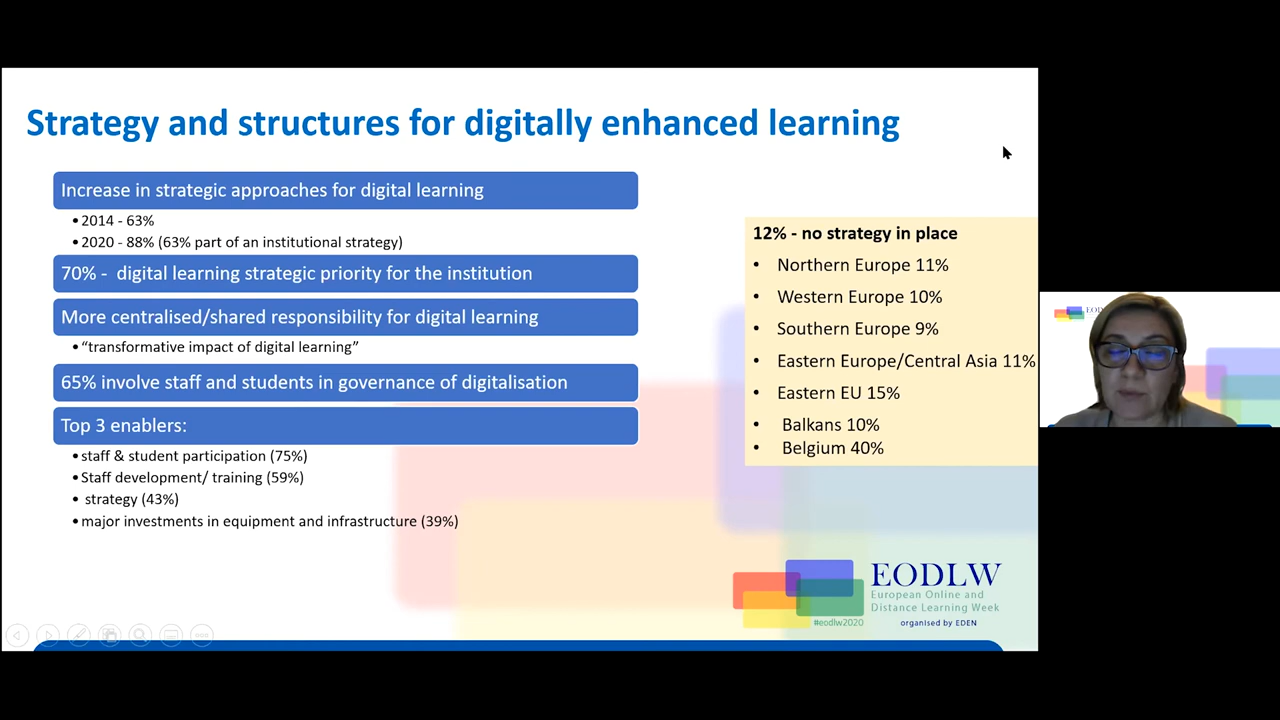 Strategy and structures for digitally enhanced learning
Increase in strategic approaches for digital learning
•2014 - 63%
•2020 - 88% (63% part of an institutional strategy)
70% - digital learning strategic priority for the institution
More centralised/shared responsibility for digital learning
•“transformative impact of digital learning”
65% involve staff and students in governance of digitalisation
Top 3 enablers:
•staff & student participation (75%)
•Staff development/ training (59%)
• strategy (43%)
•major investments in equipment and infrastructure (39%)
12% - no strategy in place
• Northern Europe 11%
• Western Europe 10%
• Southern Europe 9%
• Eastern Europe/Central Asia 11%
• Eastern EU 15%
• Balkans 10%
• Belgium 40%
EODLW
European Online and
Distance Learning Week
#eodlw2020
organised by EDEN